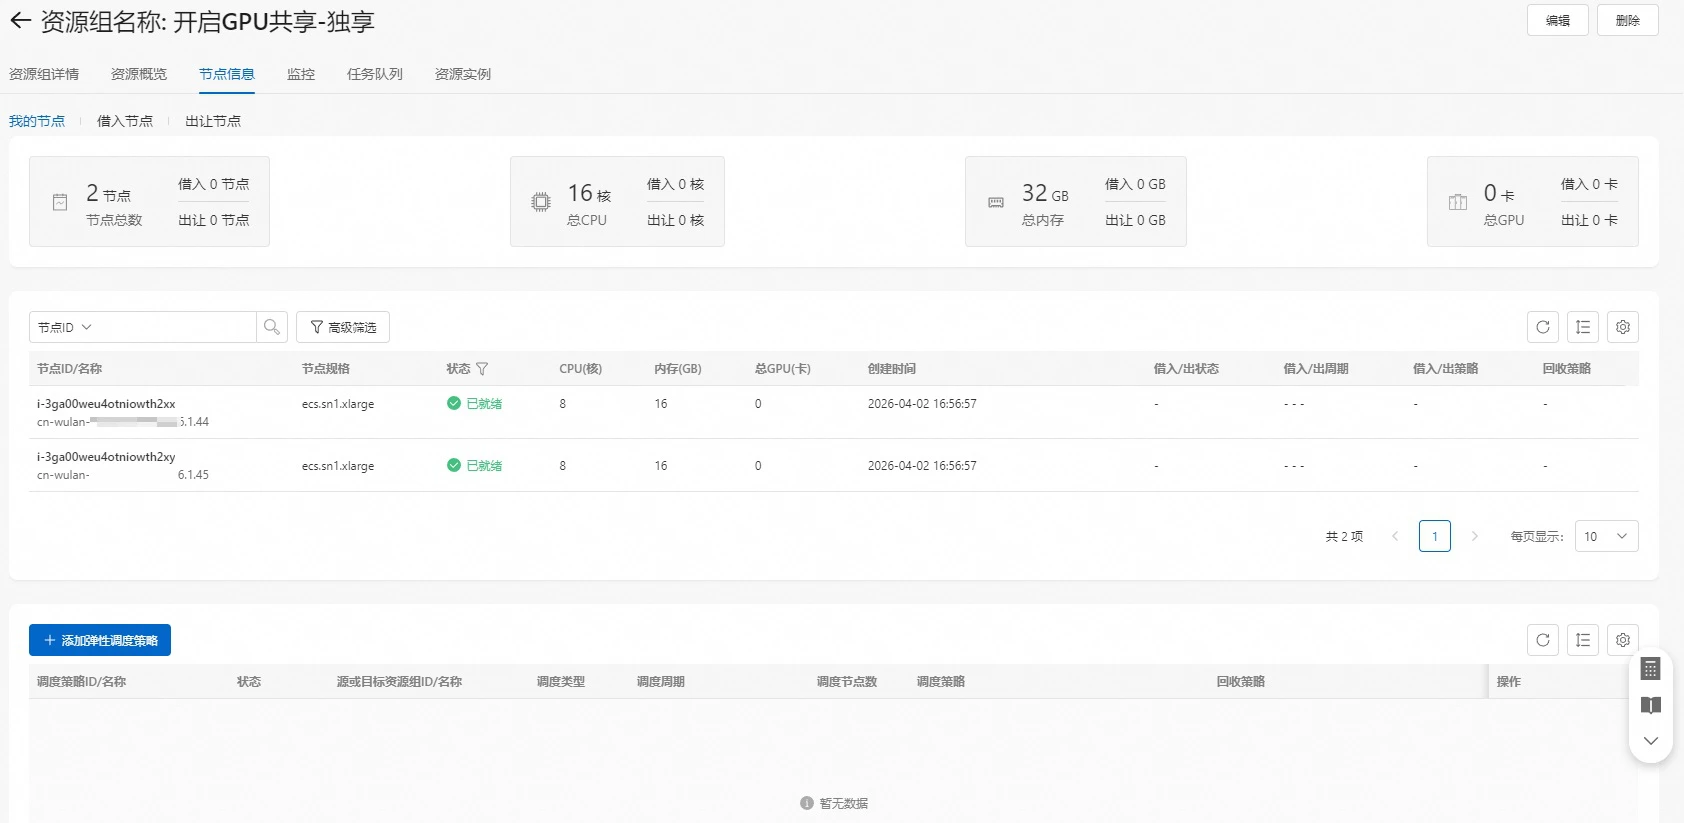 资源组名称: 开启GPU共享-独享
编辑 删除
资源组详情 资源概览 节点信息 监控 任务队列 资源实例
我的节点 借入节点 出让节点
2 节点 节点总数 借入 0 节点 出让 0 节点
16 核 总CPU 借入 0 核 出让 0 核
32 GB 总内存 借入 0 GB 出让 0 GB
0 卡 总GPU 借入 0 卡 出让 0 卡
节点ID 高级筛选
节点ID/名称 节点规格 状态 CPU(核) 内存(GB) 总GPU(卡) 创建时间 借入/出状态 借入/出周期 借入/出策略 回收策略
i-3ga00weu4otniowth2xx ecs.sn1.xlarge 已就绪 8 16 0 2026-04-02 16:56:57 - - - - - -
cn-wulan- 6.1.44
i-3ga00weu4otniowth2xy ecs.sn1.xlarge 已就绪 8 16 0 2026-04-02 16:56:57 - - - - - -
cn-wulan- 6.1.45
共 2 项 1 每页显示: 10
添加弹性调度策略
调度策略ID/名称 状态 源或目标资源组ID/名称 调度类型 调度周期 调度节点数 调度策略 回收策略 操作
暂无数据